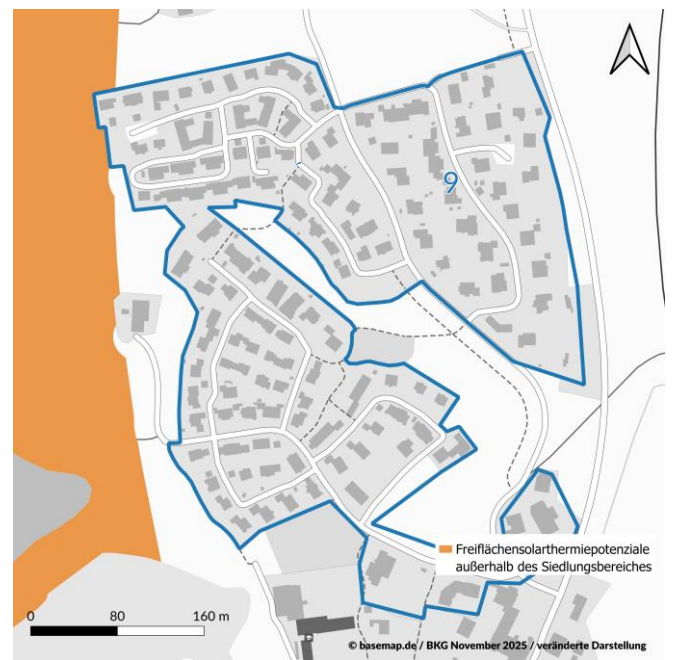 9
Freiflächensolarthermiepotenziale
außerhalb des Siedlungsbereiches
0 80 160 m
© basemap.de / BKG November 2025 / veränderte Darstellung